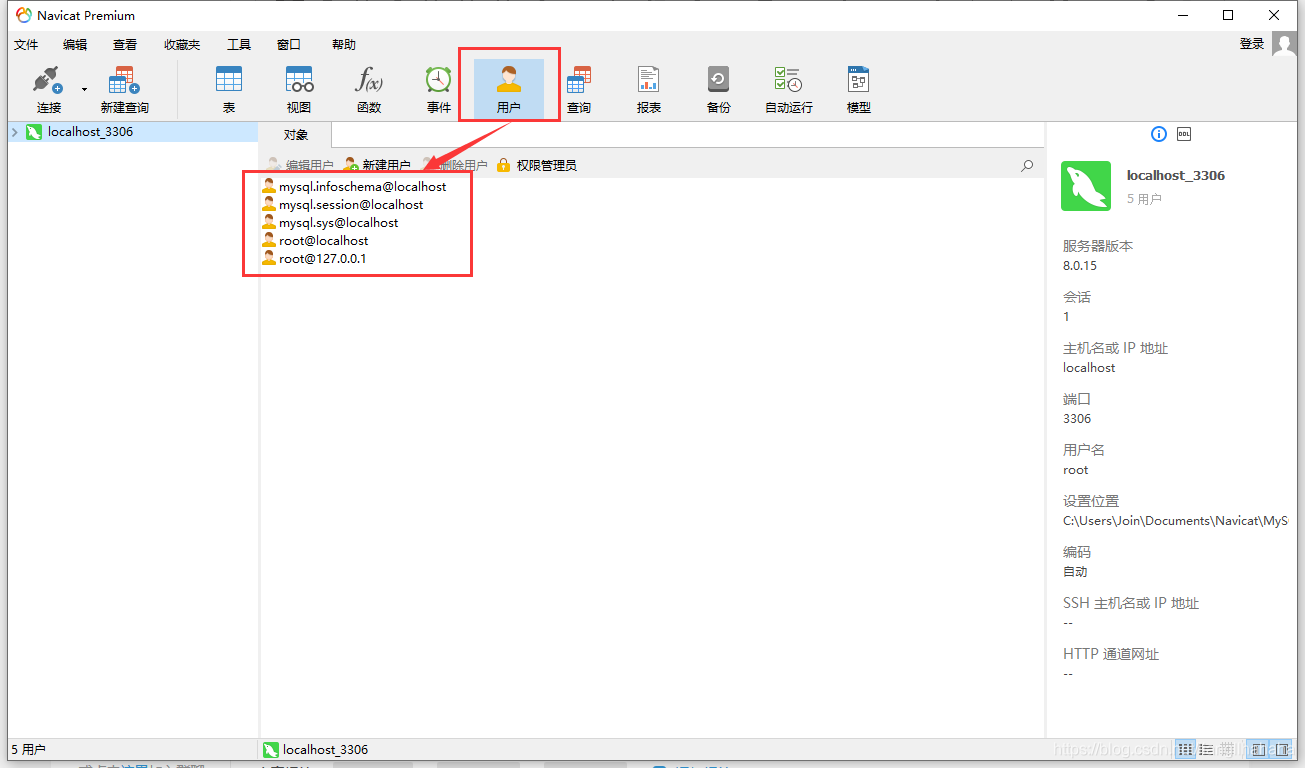 Navicat Premium
文件 编辑 查看 收藏夹 工具 窗口 帮助 登录
连接 新建查询 表 视图 函数 事件 用户 查询 报表 备份 自动运行 模型
localhost_3306
对象
编辑用户 新建用户 删除用户 权限管理员
mysql.infoschema@localhost
mysql.session@localhost
mysql.sys@localhost
root@localhost
root@127.0.0.1
DDL
localhost_3306
5 用户
服务器版本
8.0.15
会话
1
主机名或 IP 地址
localhost
端口
3306
用户名
root
设置位置
C:\Users\Join\Documents\Navicat\MyS
编码
自动
SSH 主机名或 IP 地址
--
HTTP 通道网址
--
5 用户 localhost_3306